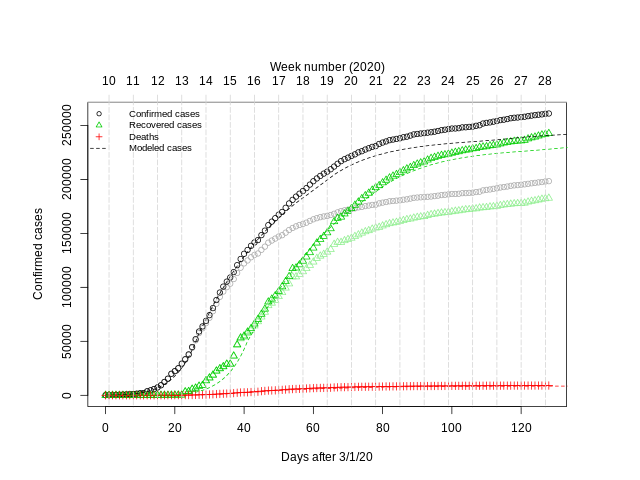 Week number (2020)
10 11 12 13 14 15 16 17 18 19 20 21 22 23 24 25 26 27 28
Confirmed cases
Recovered cases
Deaths
Modeled cases
Confirmed cases
250000
200000
150000
100000
50000
0
0 20 40 60 80 100 120
Days after 3/1/20